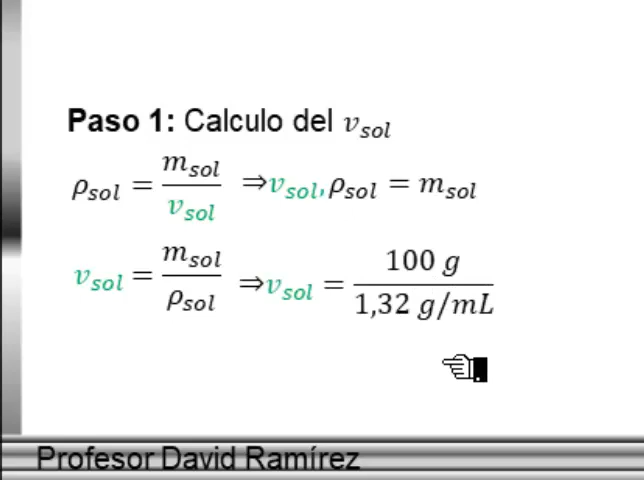 Paso 1: Calculo del v_sol
ρ_sol = m_sol / v_sol ⇒ v_sol, ρ_sol = m_sol
v_sol = m_sol / ρ_sol ⇒ v_sol = 100 g / 1,32 g/mL
Profesor David Ramírez